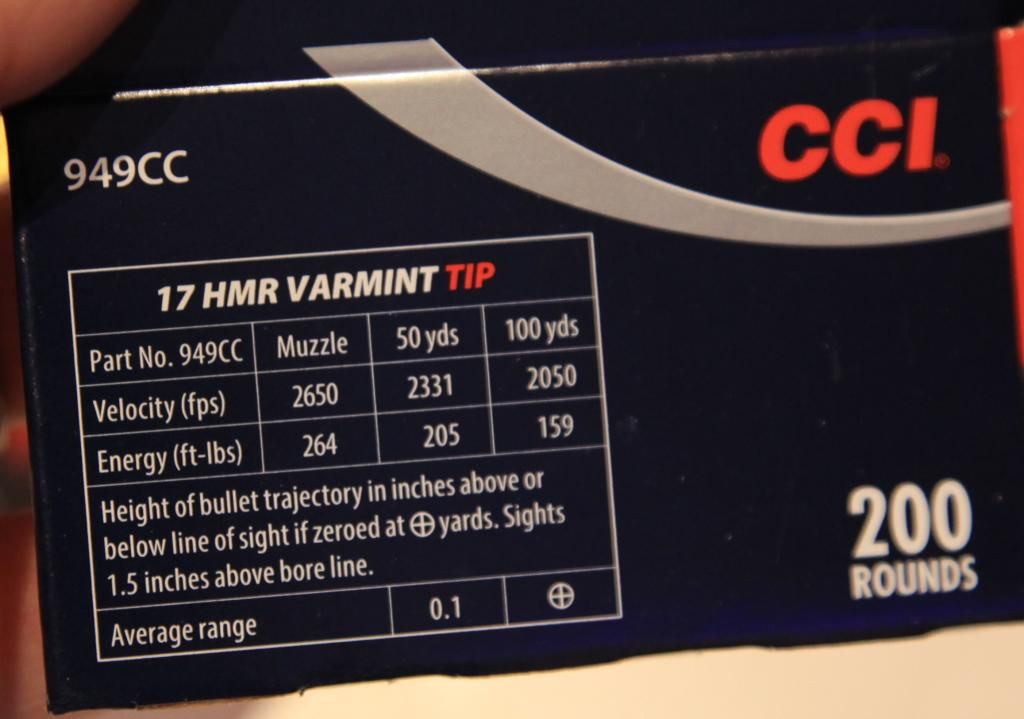 CCI®
949CC
17 HMR VARMINT TIP
Part No. 949CC Muzzle 50 yds 100 yds
Velocity (fps) 2650 2331 2050
Energy (ft-lbs) 264 205 159
Height of bullet trajectory in inches above or
below line of sight if zeroed at ⊕ yards. Sights
1.5 inches above bore line.
Average range 0.1 ⊕
200
ROUNDS